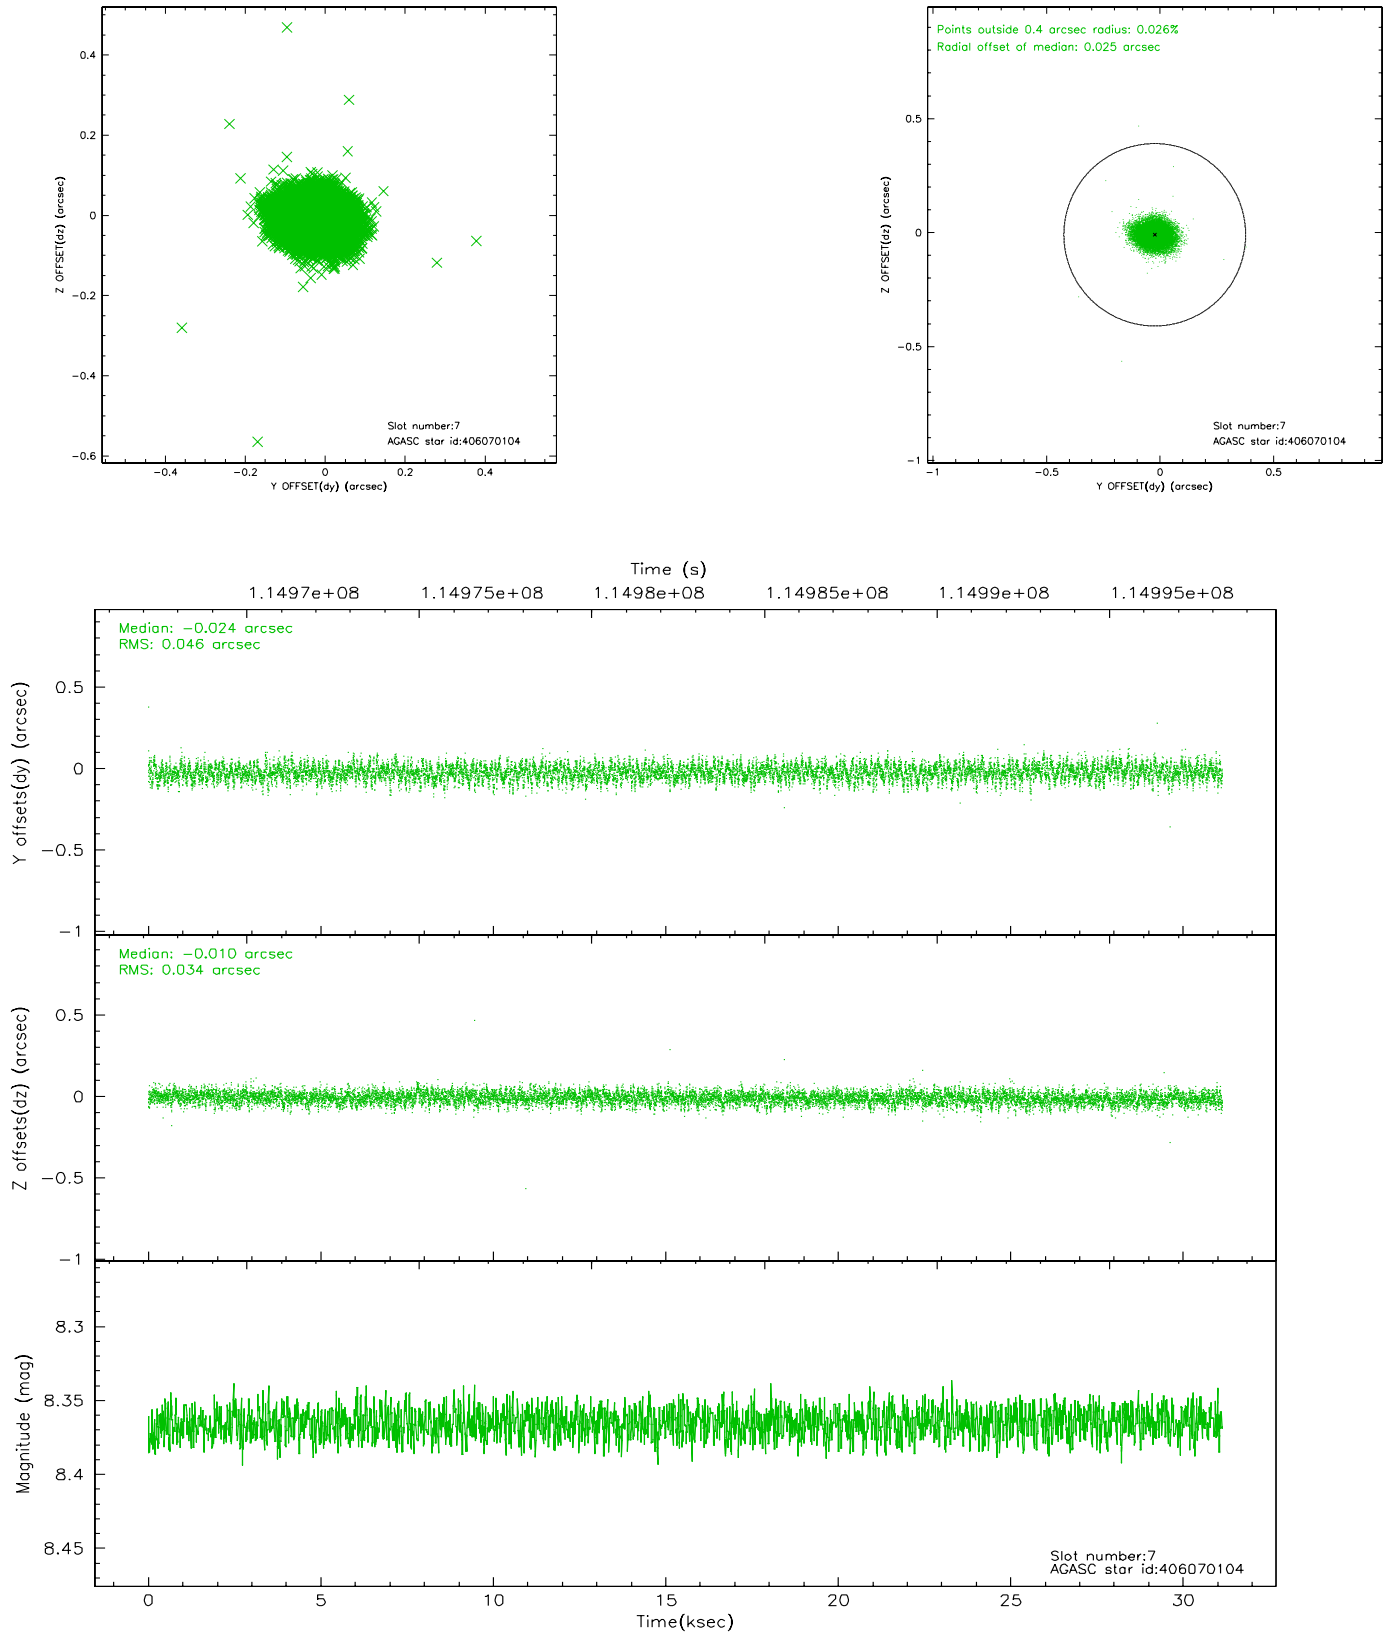 0.4
0.2
0
−0.2
−0.4
−0.6
Z OFFSET(dz) (arcsec)
Slot number:7
AGASC star id:406070104
−0.4
−0.2
0
0.2
0.4
Y OFFSET(dy) (arcsec)
Points outside 0.4 arcsec radius: 0.026%
Radial offset of median: 0.025 arcsec
0.5
0
−0.5
−1
Z OFFSET(dz) (arcsec)
Slot number:7
AGASC star id:406070104
−1
−0.5
0
0.5
Y OFFSET(dy) (arcsec)
Time (s)
1.1497e+08
1.14975e+08
1.1498e+08
1.14985e+08
1.1499e+08
1.14995e+08
Median: −0.024 arcsec
RMS: 0.046 arcsec
0.5
0
−0.5
−1
Y offsets(dy) (arcsec)
Median: −0.010 arcsec
RMS: 0.034 arcsec
0.5
0
−0.5
−1
Z offsets(dz) (arcsec)
8.3
8.35
8.4
8.45
Magnitude (mag)
Slot number:7
AGASC star id:406070104
0
5
10
15
20
25
30
Time(ksec)